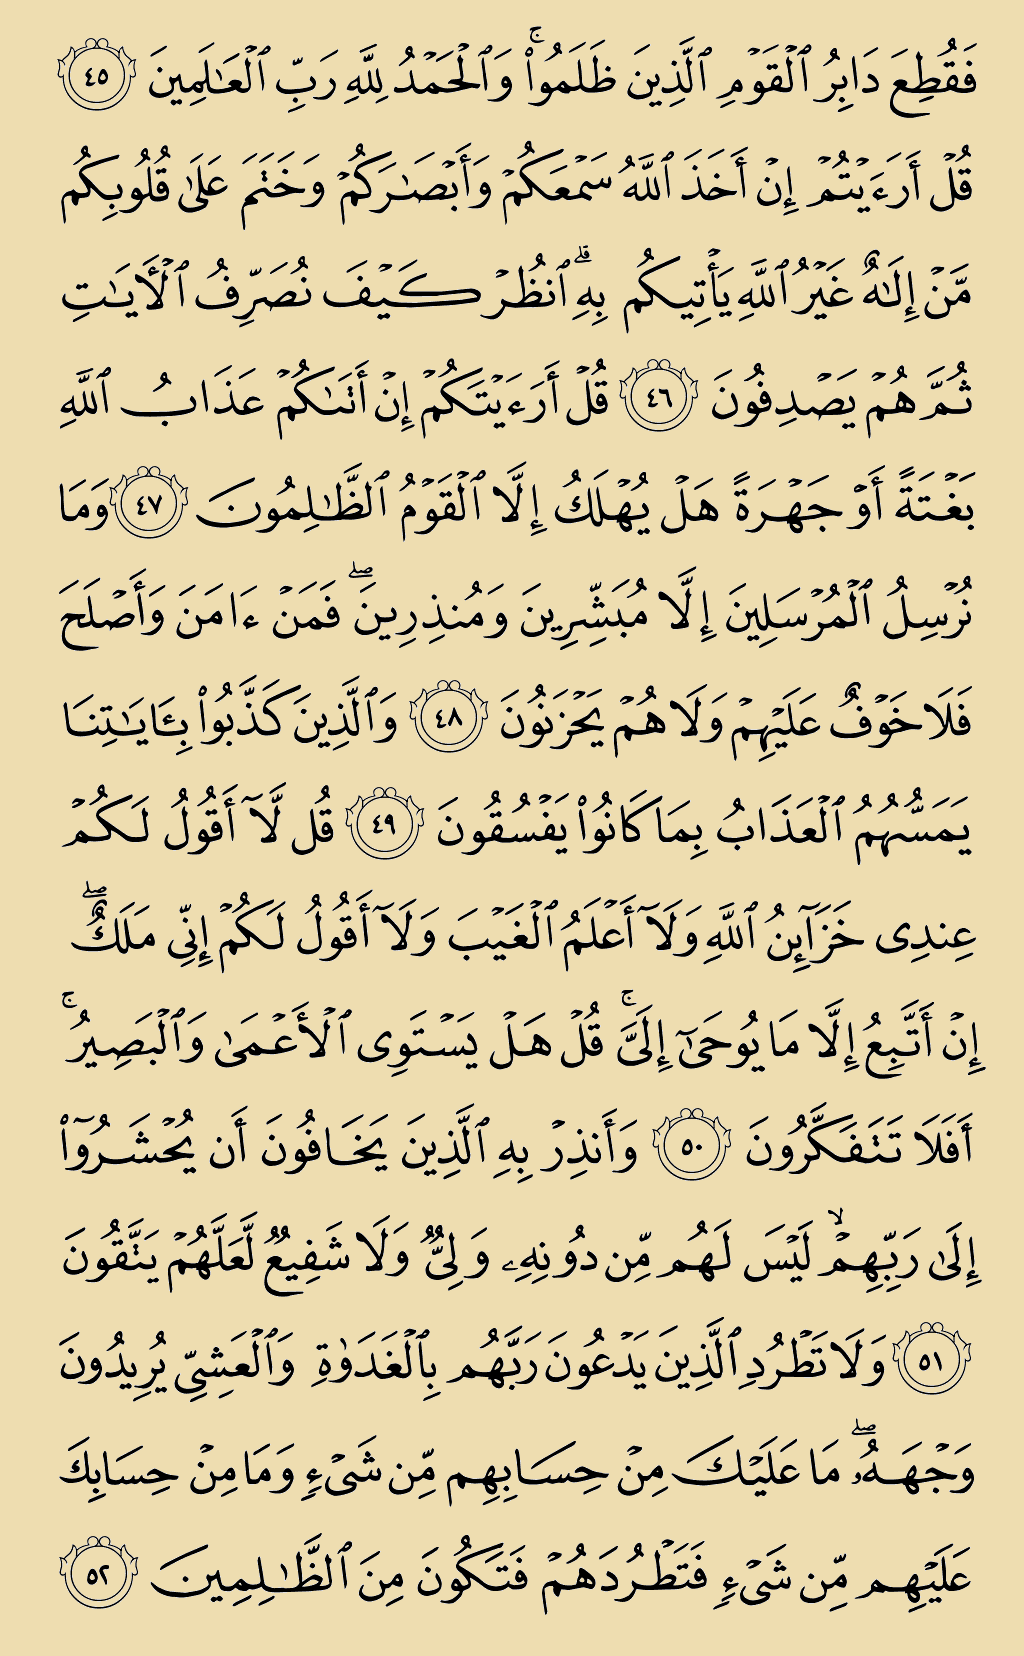 فَقُطِعَ دَابِرُ ٱلْقَوْمِ ٱلَّذِينَ ظَلَمُوا۟ ۚ وَٱلْحَمْدُ لِلَّهِ رَبِّ ٱلْعَـٰلَمِينَ ٤٥
قُلْ أَرَءَيْتُمْ إِنْ أَخَذَ ٱللَّهُ سَمْعَكُمْ وَأَبْصَـٰرَكُمْ وَخَتَمَ عَلَىٰ قُلُوبِكُم
مَّنْ إِلَـٰهٌ غَيْرُ ٱللَّهِ يَأْتِيكُم بِهِ ۗ ٱنظُرْ كَيْفَ نُصَرِّفُ ٱلْـَٔايَـٰتِ
ثُمَّ هُمْ يَصْدِفُونَ ٤٦ قُلْ أَرَءَيْتَكُمْ إِنْ أَتَىٰكُمْ عَذَابُ ٱللَّهِ
بَغْتَةً أَوْ جَهْرَةً هَلْ يُهْلَكُ إِلَّا ٱلْقَوْمُ ٱلظَّـٰلِمُونَ ٤٧ وَمَا
نُرْسِلُ ٱلْمُرْسَلِينَ إِلَّا مُبَشِّرِينَ وَمُنذِرِينَ ۖ فَمَنْ ءَامَنَ وَأَصْلَحَ
فَلَا خَوْفٌ عَلَيْهِمْ وَلَا هُمْ يَحْزَنُونَ ٤٨ وَٱلَّذِينَ كَذَّبُوا۟ بِـَٔايَـٰتِنَا
يَمَسُّهُمُ ٱلْعَذَابُ بِمَا كَانُوا۟ يَفْسُقُونَ ٤٩ قُل لَّآ أَقُولُ لَكُمْ
عِندِى خَزَآئِنُ ٱللَّهِ وَلَآ أَعْلَمُ ٱلْغَيْبَ وَلَآ أَقُولُ لَكُمْ إِنِّى مَلَكٌ ۖ
إِنْ أَتَّبِعُ إِلَّا مَا يُوحَىٰٓ إِلَىَّ ۚ قُلْ هَلْ يَسْتَوِى ٱلْأَعْمَىٰ وَٱلْبَصِيرُ ۚ
أَفَلَا تَتَفَكَّرُونَ ٥٠ وَأَنذِرْ بِهِ ٱلَّذِينَ يَخَافُونَ أَن يُحْشَرُوٓا۟
إِلَىٰ رَبِّهِمْ ۙ لَيْسَ لَهُم مِّن دُونِهِۦ وَلِىٌّ وَلَا شَفِيعٌ لَّعَلَّهُمْ يَتَّقُونَ
٥١ وَلَا تَطْرُدِ ٱلَّذِينَ يَدْعُونَ رَبَّهُم بِٱلْغَدَوٰةِ وَٱلْعَشِىِّ يُرِيدُونَ
وَجْهَهُۥ ۖ مَا عَلَيْكَ مِنْ حِسَابِهِم مِّن شَىْءٍ وَمَا مِنْ حِسَابِكَ
عَلَيْهِم مِّن شَىْءٍ فَتَطْرُدَهُمْ فَتَكُونَ مِنَ ٱلظَّـٰلِمِينَ ٥٢